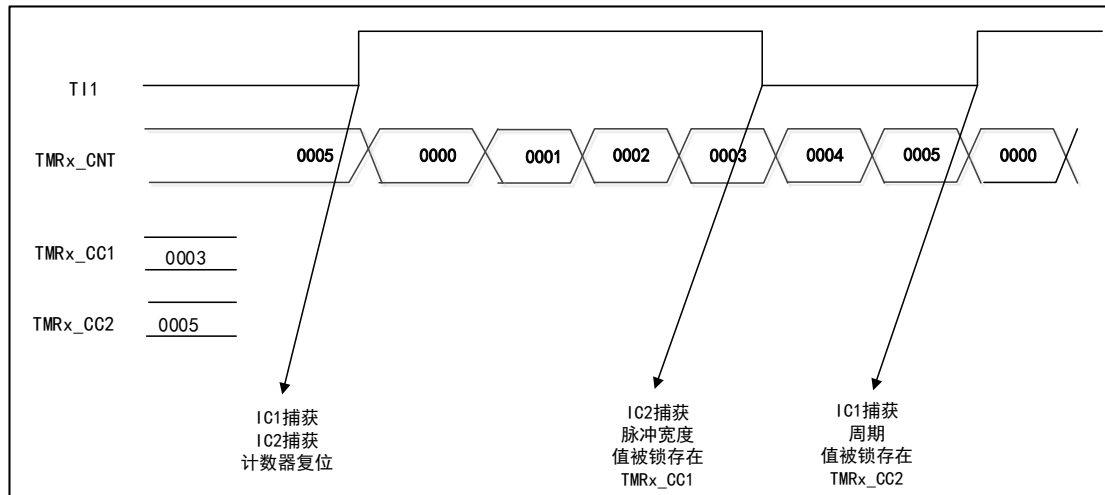 TI1
TMRx_CNT
0005 0000 0001 0002 0003 0004 0005 0000
TMRx_CC1
0003
TMRx_CC2
0005
IC1捕获
IC2捕获
计数器复位
IC2捕获
脉冲宽度
值被锁存在
TMRx_CC1
IC1捕获
周期
值被锁存在
TMRx_CC2